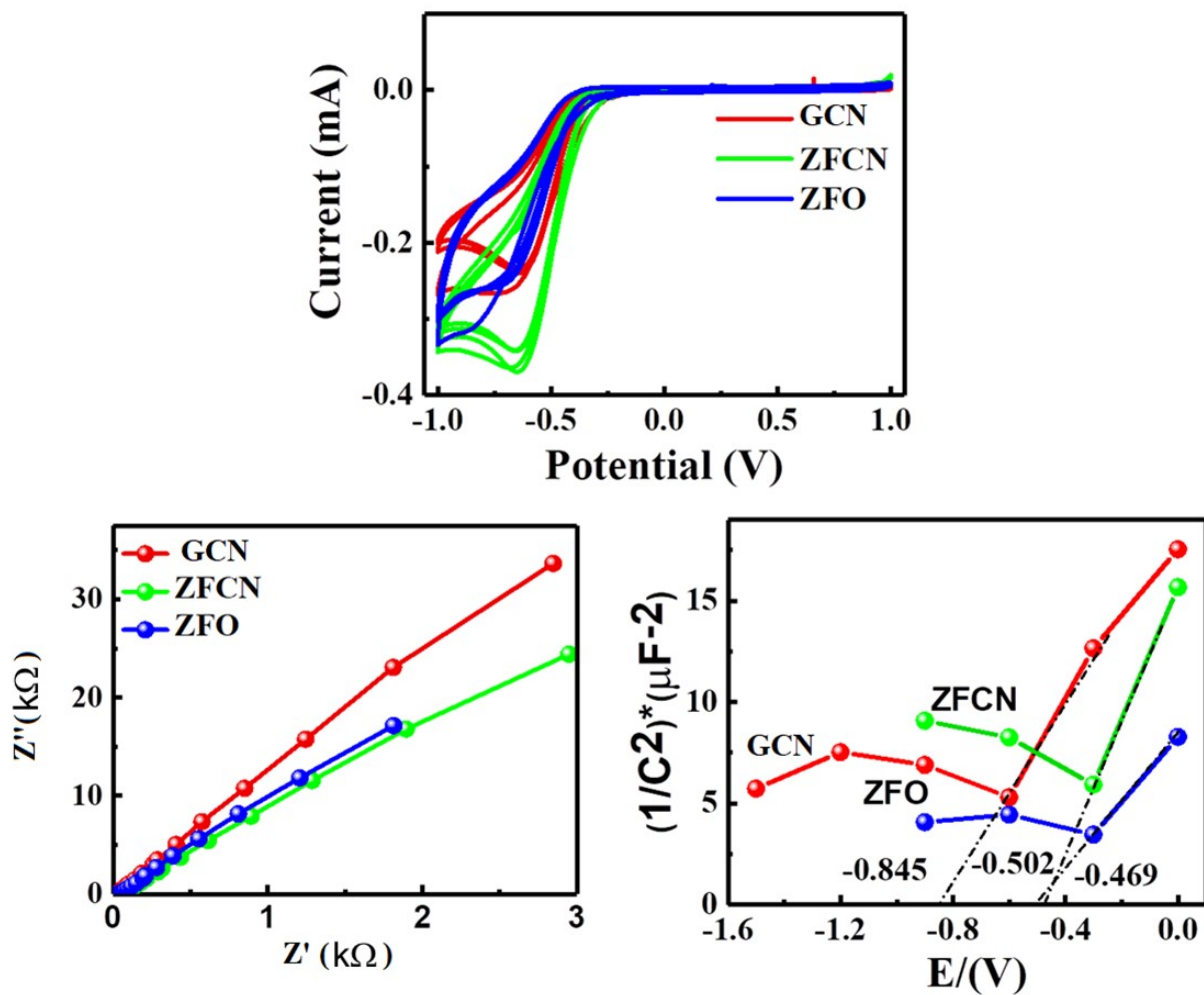 0.0
-0.2
-0.4
Current (mA)
GCN
ZFCN
ZFO
-1.0 -0.5 0.0 0.5 1.0
Potential (V)
30
20
10
0
Z''(kΩ)
GCN
ZFCN
ZFO
0 1 2 3
Z' (kΩ)
15
10
5
0
(1/C2)*(μF-2)
ZFCN
GCN
ZFO
-0.845 -0.502 -0.469
-1.6 -1.2 -0.8 -0.4 0.0
E/(V)